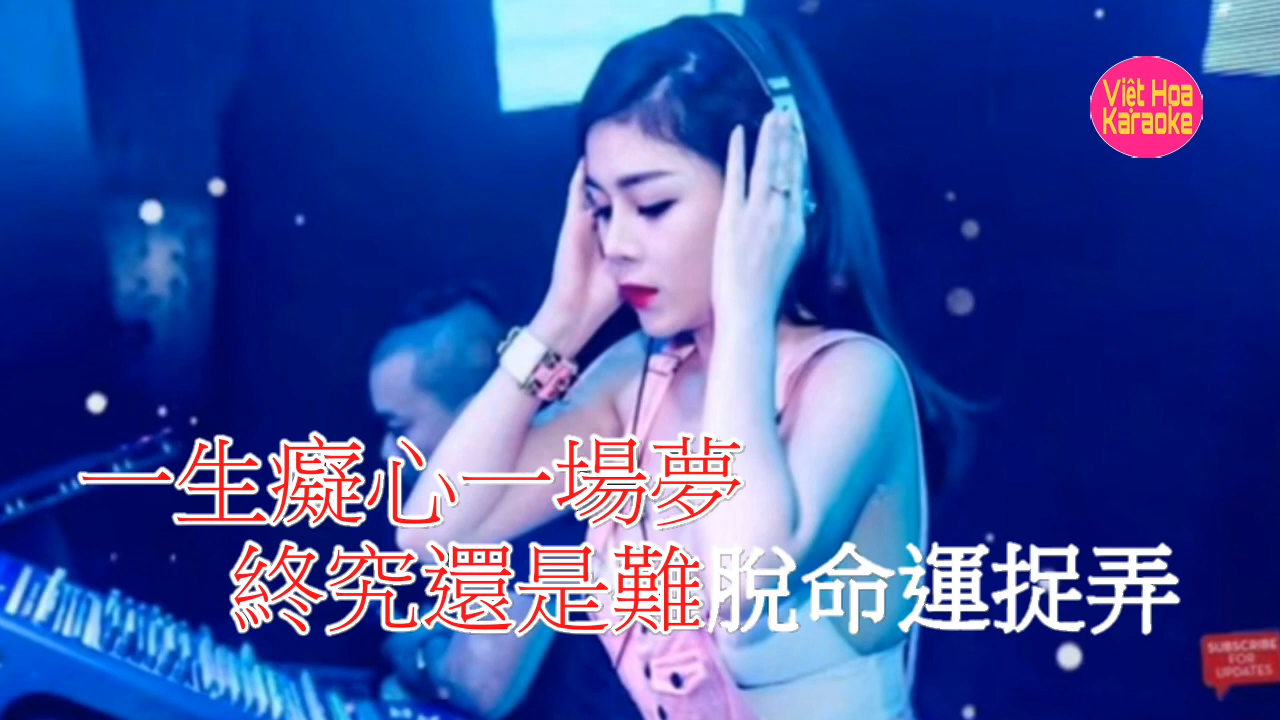 Việt Hoa
Karaoke
一生癡心一場夢
終究還是難脫命運捉弄
SUBSCRIBE
FOR
UPDATES